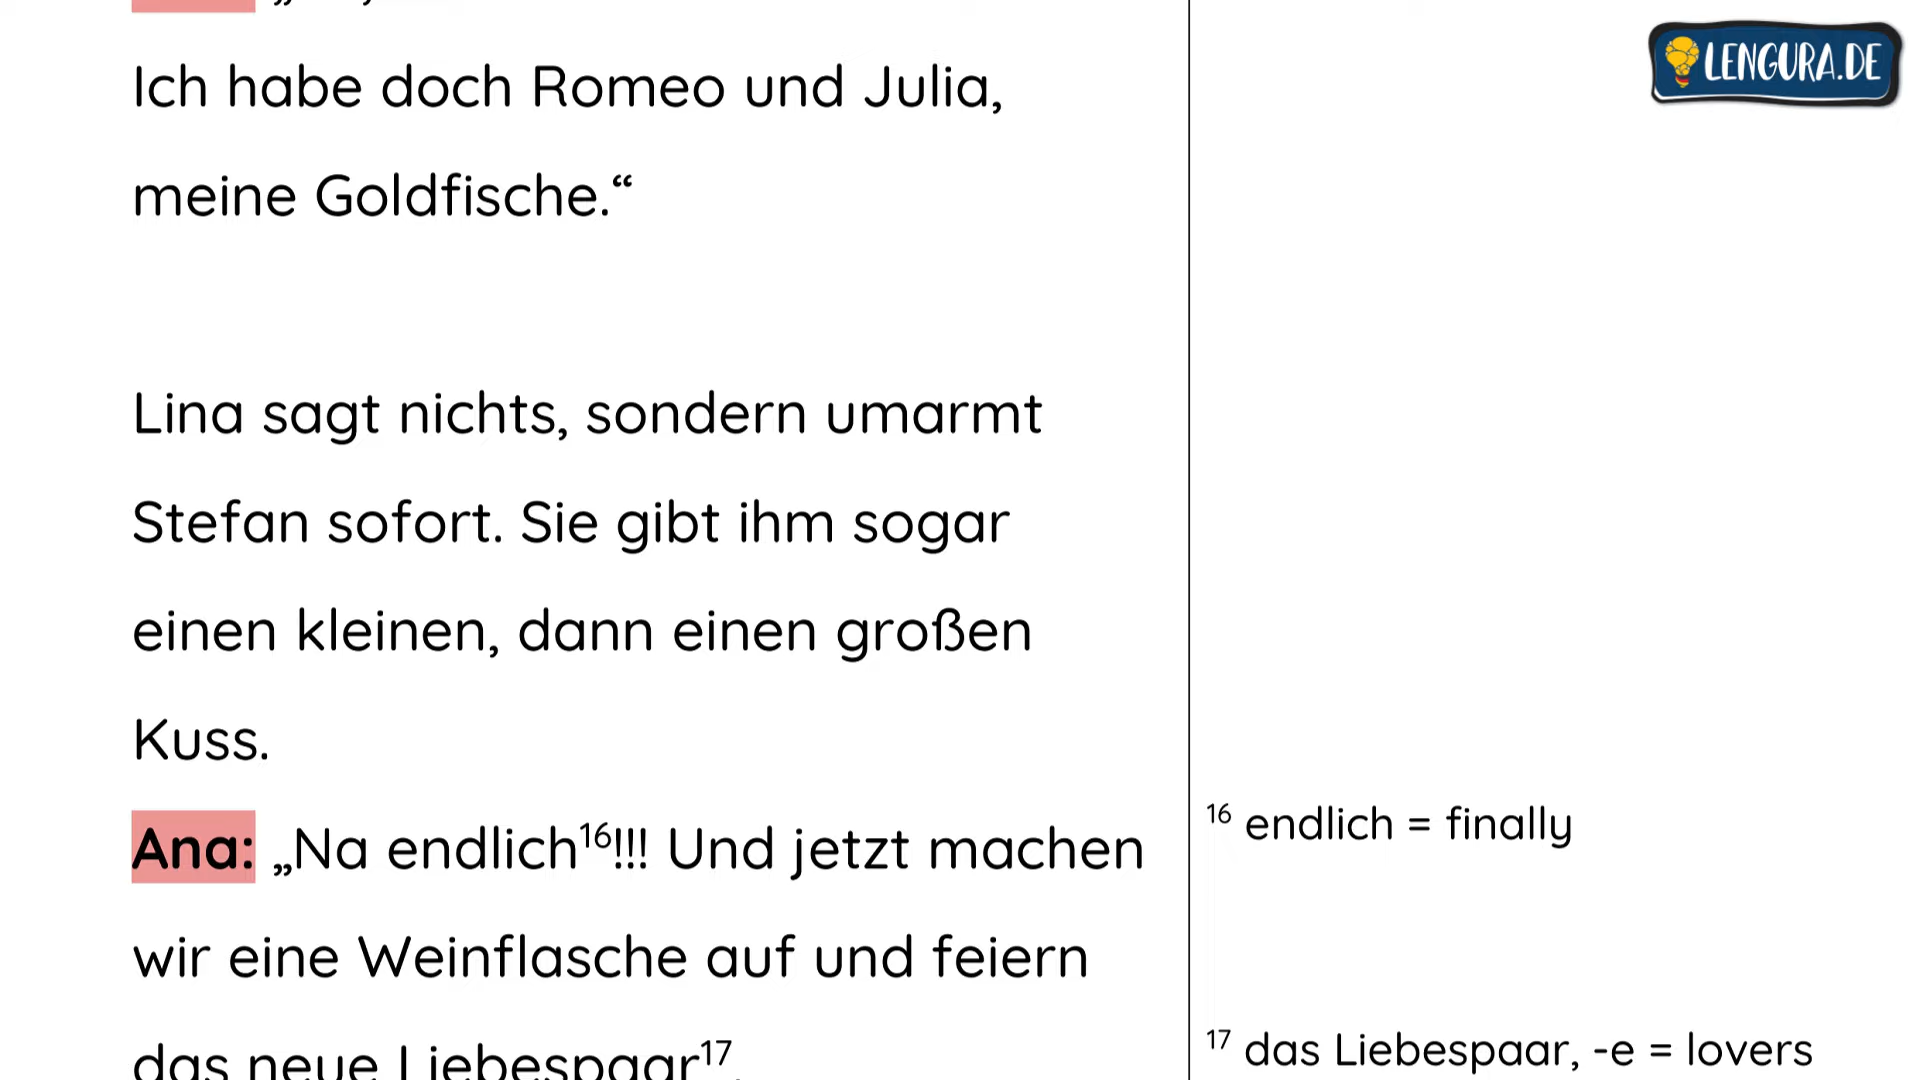 LENGURA.DE
Ich habe doch Romeo und Julia,
meine Goldfische.“
Lina sagt nichts, sondern umarmt
Stefan sofort. Sie gibt ihm sogar
einen kleinen, dann einen großen
Kuss.
Ana: „Na endlich¹⁶!!! Und jetzt machen
wir eine Weinflasche auf und feiern
das neue Liebespaar¹⁷.
¹⁶ endlich = finally
¹⁷ das Liebespaar, -e = lovers